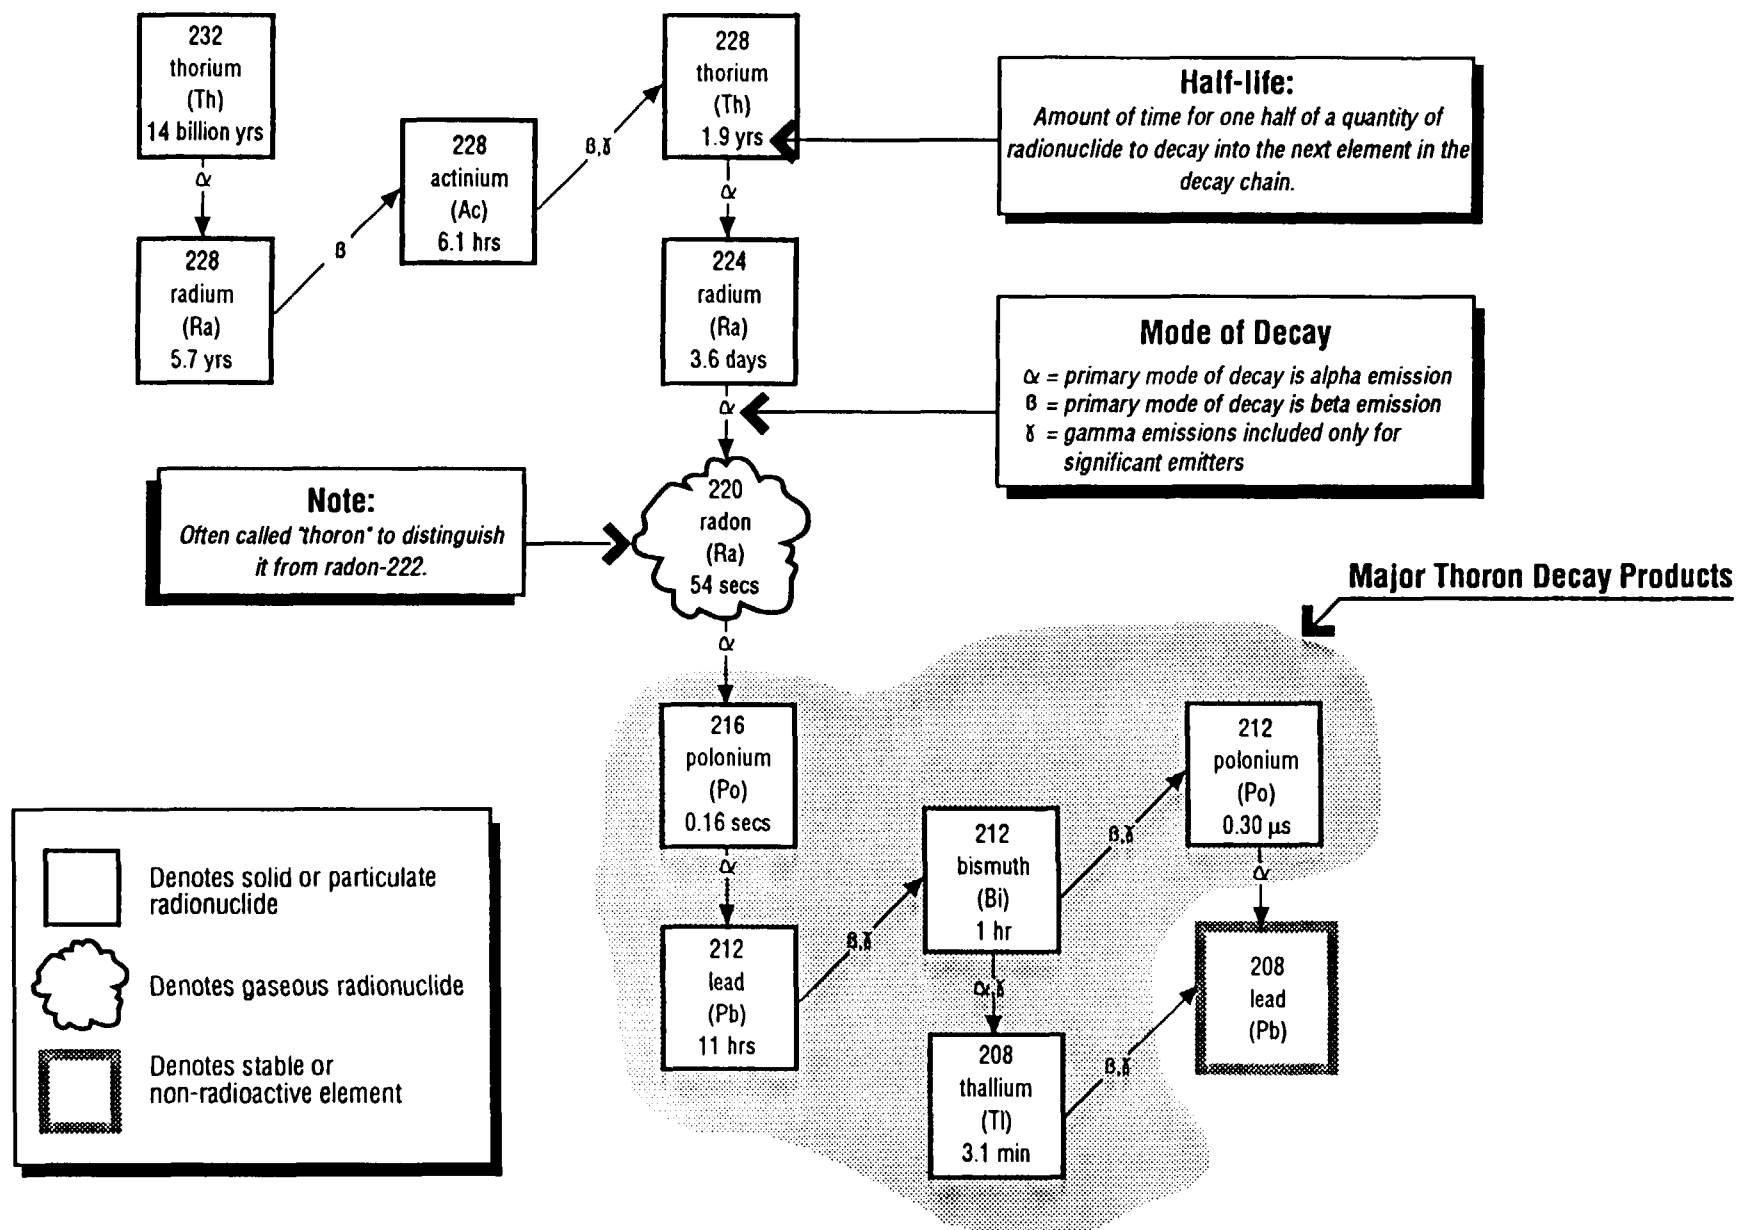 232
thorium
(Th)
14 billion yrs
α
228
radium
(Ra)
5.7 yrs
ß
228
actinium
(Ac)
6.1 hrs
ß,ɣ
228
thorium
(Th)
1.9 yrs
α
224
radium
(Ra)
3.6 days
α
220
radon
(Ra)
54 secs
α
Half-life:
Amount of time for one half of a quantity of
radionuclide to decay into the next element in the
decay chain.
Mode of Decay
α = primary mode of decay is alpha emission
ß = primary mode of decay is beta emission
ɣ = gamma emissions included only for
significant emitters
Note:
Often called "thoron" to distinguish
it from radon-222.
Major Thoron Decay Products
216
polonium
(Po)
0.16 secs
α
212
lead
(Pb)
11 hrs
ß,ɣ
212
bismuth
(Bi)
1 hr
α,ɣ
208
thallium
(Tl)
3.1 min
ß,ɣ
212
polonium
(Po)
0.30 µs
α
ß,ɣ
208
lead
(Pb)
Denotes solid or particulate
radionuclide
Denotes gaseous radionuclide
Denotes stable or
non-radioactive element